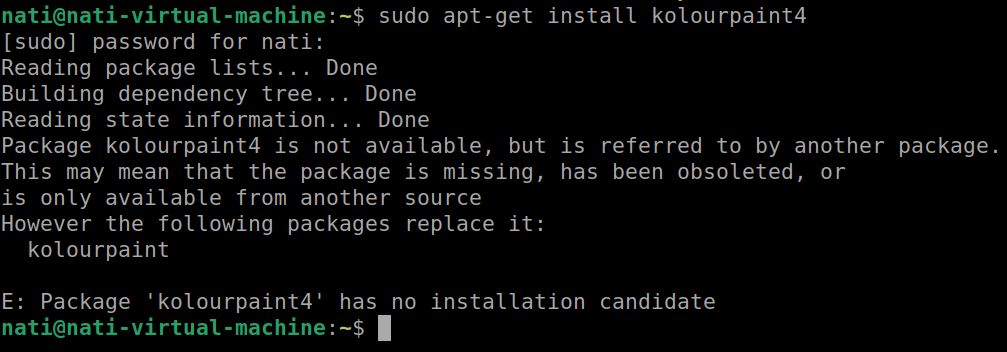 nati@nati-virtual-machine:~$ sudo apt-get install kolourpaint4
[sudo] password for nati:
Reading package lists... Done
Building dependency tree... Done
Reading state information... Done
Package kolourpaint4 is not available, but is referred to by another package.
This may mean that the package is missing, has been obsoleted, or
is only available from another source
However the following packages replace it:
  kolourpaint

E: Package 'kolourpaint4' has no installation candidate
nati@nati-virtual-machine:~$